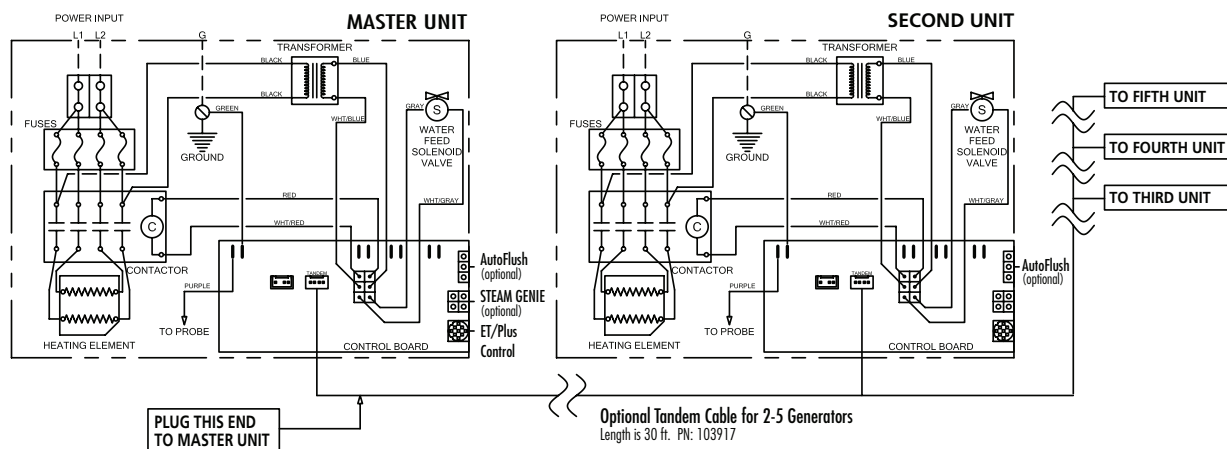 MASTER UNIT
POWER INPUT
L1 L2 G
TRANSFORMER
BLACK
BLUE
BLACK
GREEN
WHT/BLUE
GRAY
S
WATER
FEED
SOLENOID
VALVE
FUSES
GROUND
RED
WHT/GRAY
C
WHT/RED
CONTACTOR
PURPLE
TANDEM
TO PROBE
HEATING ELEMENT
CONTROL BOARD
AutoFlush
(optional)
STEAM GENIE
(optional)
ET/Plus
Control
SECOND UNIT
POWER INPUT
L1 L2 G
TRANSFORMER
BLACK
BLUE
BLACK
GREEN
WHT/BLUE
GRAY
S
WATER
FEED
SOLENOID
VALVE
FUSES
GROUND
RED
WHT/GRAY
C
WHT/RED
CONTACTOR
PURPLE
TANDEM
TO PROBE
HEATING ELEMENT
CONTROL BOARD
AutoFlush
(optional)
TO FIFTH UNIT
TO FOURTH UNIT
TO THIRD UNIT
PLUG THIS END
TO MASTER UNIT
Optional Tandem Cable for 2-5 Generators
Length is 30 ft. PN: 103917